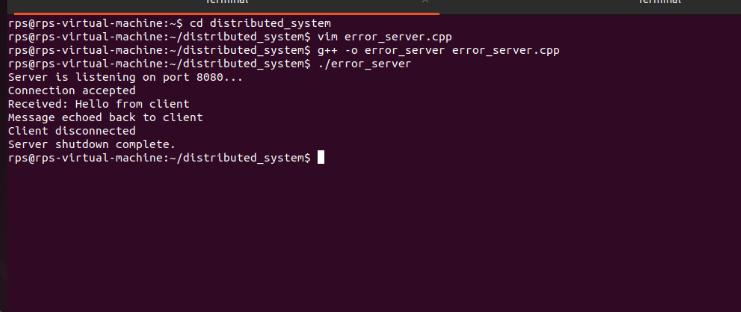 Terminal
Terminal
rps@rps-virtual-machine:~$ cd distributed_system
rps@rps-virtual-machine:~/distributed_system$ vim error_server.cpp
rps@rps-virtual-machine:~/distributed_system$ g++ -o error_server error_server.cpp
rps@rps-virtual-machine:~/distributed_system$ ./error_server
Server is listening on port 8080...
Connection accepted
Received: Hello from client
Message echoed back to client
Client disconnected
Server shutdown complete.
rps@rps-virtual-machine:~/distributed_system$